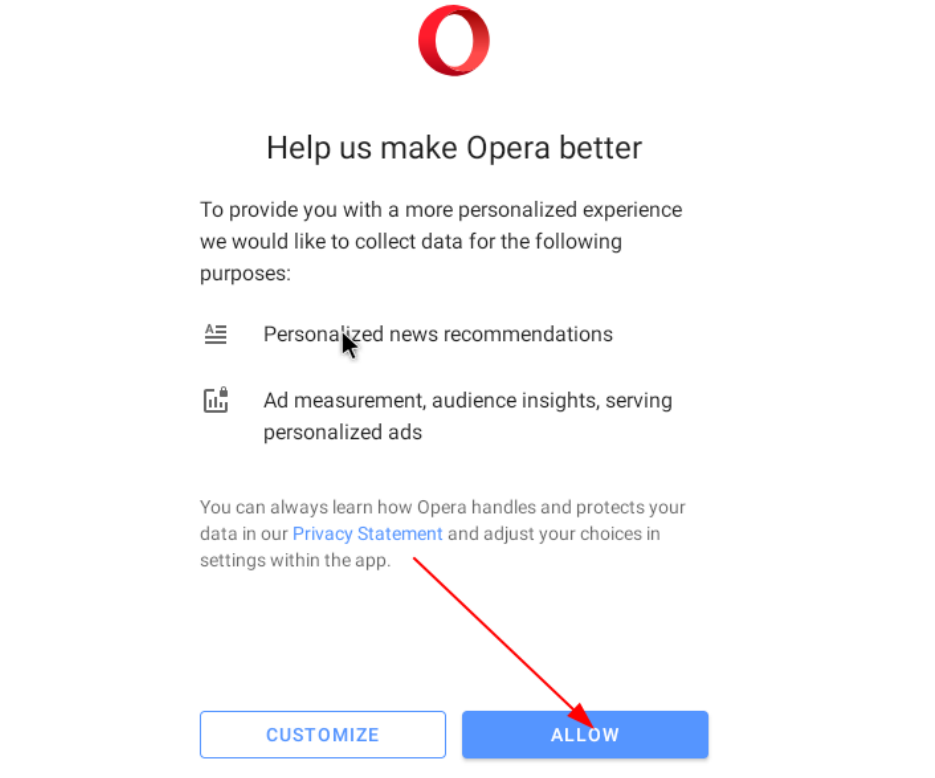 Help us make Opera better
To provide you with a more personalized experience
we would like to collect data for the following
purposes:
Personalized news recommendations
Ad measurement, audience insights, serving
personalized ads
You can always learn how Opera handles and protects your
data in our Privacy Statement and adjust your choices in
settings within the app.
CUSTOMIZE
ALLOW